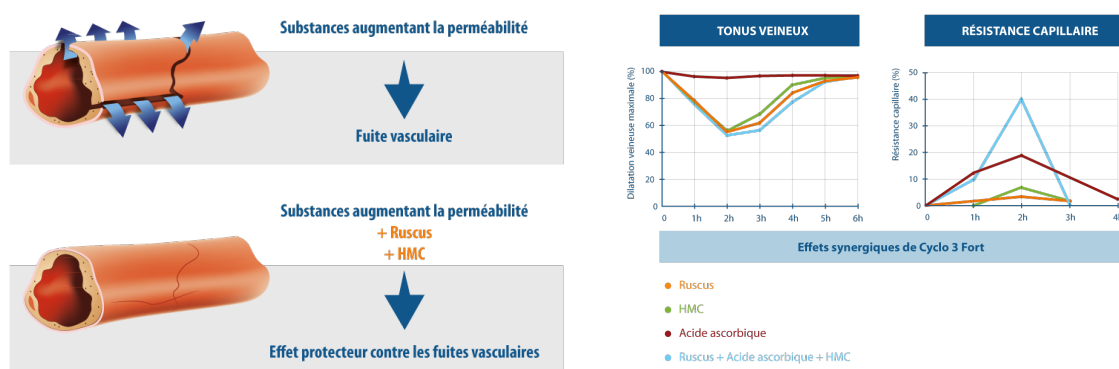 Substances augmentant la perméabilité
Fuite vasculaire
Substances augmentant la perméabilité
+ Ruscus
+ HMC
Effet protecteur contre les fuites vasculaires
TONUS VEINEUX
Dilatation veineuse maximale (%)
100
80
60
40
20
0
0 1h 2h 3h 4h 5h 6h
RÉSISTANCE CAPILLAIRE
Résistance capillaire (%)
50
40
30
20
10
0
0 1h 2h 3h
Effets synergiques de Cyclo 3 Fort
Ruscus
HMC
Acide ascorbique
Ruscus + Acide ascorbique + HMC